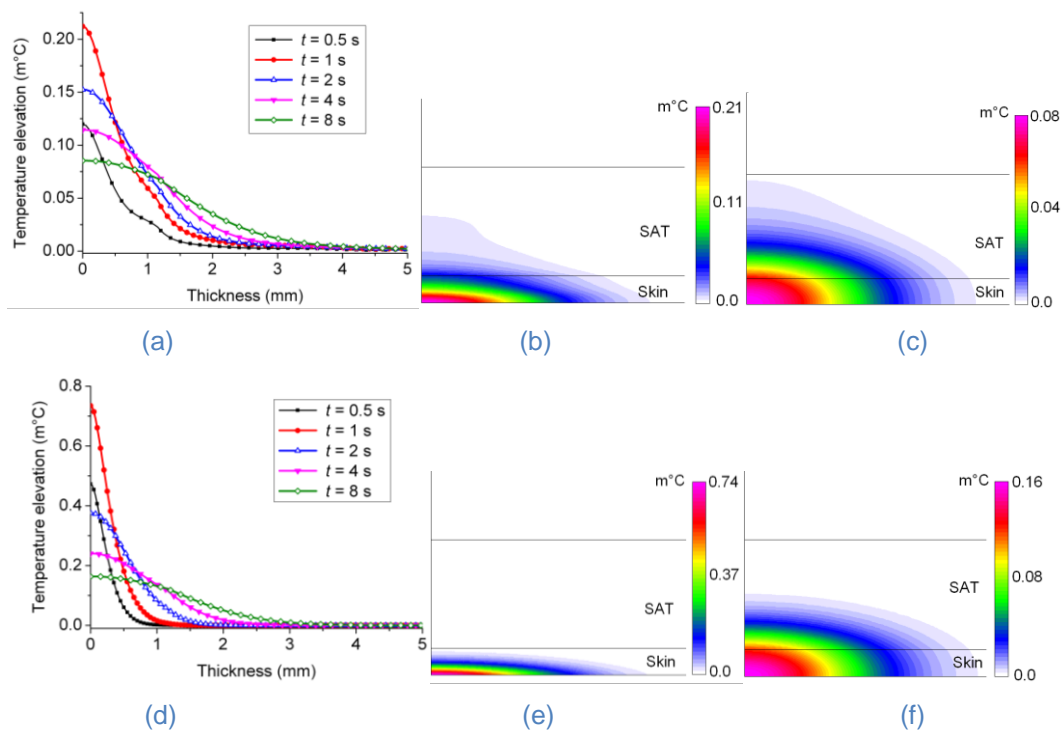 Temperature elevation (m°C)
0.20
0.15
0.10
0.05
0.00
t = 0.5 s
t = 1 s
t = 2 s
t = 4 s
t = 8 s
0 1 2 3 4 5
Thickness (mm)
(a)
m°C
0.21
0.11
0.0
SAT
Skin
(b)
m°C
0.08
0.04
0.0
SAT
Skin
(c)
Temperature elevation (m°C)
0.8
0.6
0.4
0.2
0.0
t = 0.5 s
t = 1 s
t = 2 s
t = 4 s
t = 8 s
0 1 2 3 4 5
Thickness (mm)
(d)
m°C
0.74
0.37
0.0
SAT
Skin
(e)
m°C
0.16
0.08
0.0
SAT
Skin
(f)